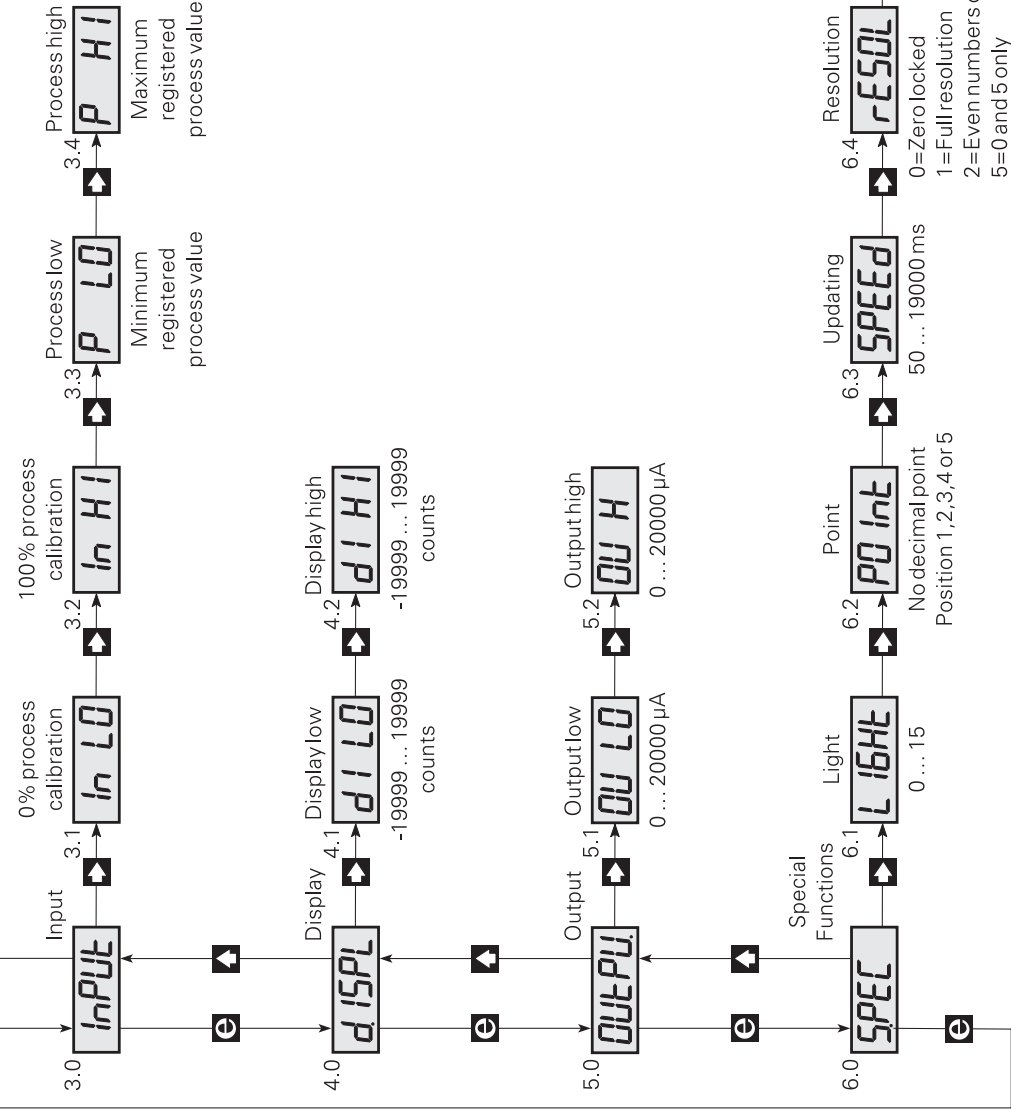 3.0
Input
InPUt
3.1
0% process
calibration
In LO
3.2
100% process
calibration
In HI
3.3
Process low
P LO
Minimum
registered
process value
3.4
Process high
P HI
Maximum
registered
process value
e
4.0
Display
d.ISPL
4.1
Display low
dI LO
-19999 ... 19999
counts
4.2
Display high
dI HI
-19999 ... 19999
counts
e
5.0
Output
OUtPU.
5.1
Output low
OU LO
0 ... 20000 µA
5.2
Output high
OU H
0 ... 20000 µA
e
6.0
Special
Functions
S.PEC
6.1
Light
LIGHt
0 ... 15
6.2
Point
POInt
No decimal point
Position 1,2,3,4 or 5
6.3
Updating
SPEEd
50 ... 19000 ms
6.4
Resolution
rESOL
0=Zero locked
1=Full resolution
2=Even numbers
5=0 and 5 only
e